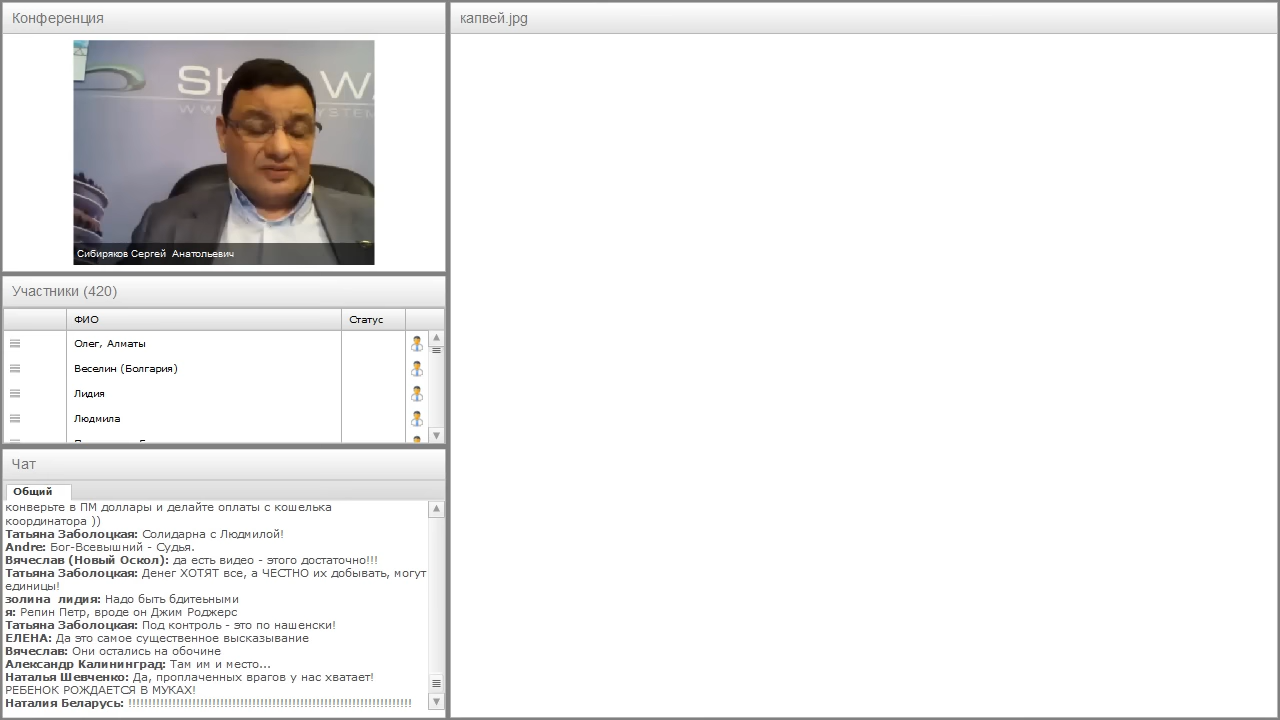 Конференция
SK W
WW YSTEM
Сибиряков Сергей Анатольевич
Участники (420)
ФИО
Статус
Олег, Алматы
Веселин (Болгария)
Лидия
Людмила
Чат
Общий
конверьте в ПМ доллары и делайте оплаты с кошелька
координатора ))
Татьяна Заболоцкая: Солидарна с Людмилой!
Andre: Бог-Всевышний - Судья.
Вячеслав (Новый Оскол): да есть видео - этого достаточно!!!
Татьяна Заболоцкая: Денег ХОТЯТ все, а ЧЕСТНО их добывать, могут
единицы!
золина лидия: Надо быть бдитеьными
я: Репин Петр, вроде он Джим Роджерс
Татьяна Заболоцкая: Под контроль - это по нашенски!
ЕЛЕНА: Да это самое существенное высказывание
Вячеслав: Они остались на обочине
Александр Калининград: Там им и место...
Наталья Шевченко: Да, проплаченных врагов у нас хватает!
РЕБЕНОК РОЖДАЕТСЯ В МУКАХ!
Наталия Беларусь: !!!!!!!!!!!!!!!!!!!!!!!!!!!!!!!!!!!!!!!!!!!!!!!!!!!!!!!!!!!!!!!!!!!!!!!
капвей.jpg